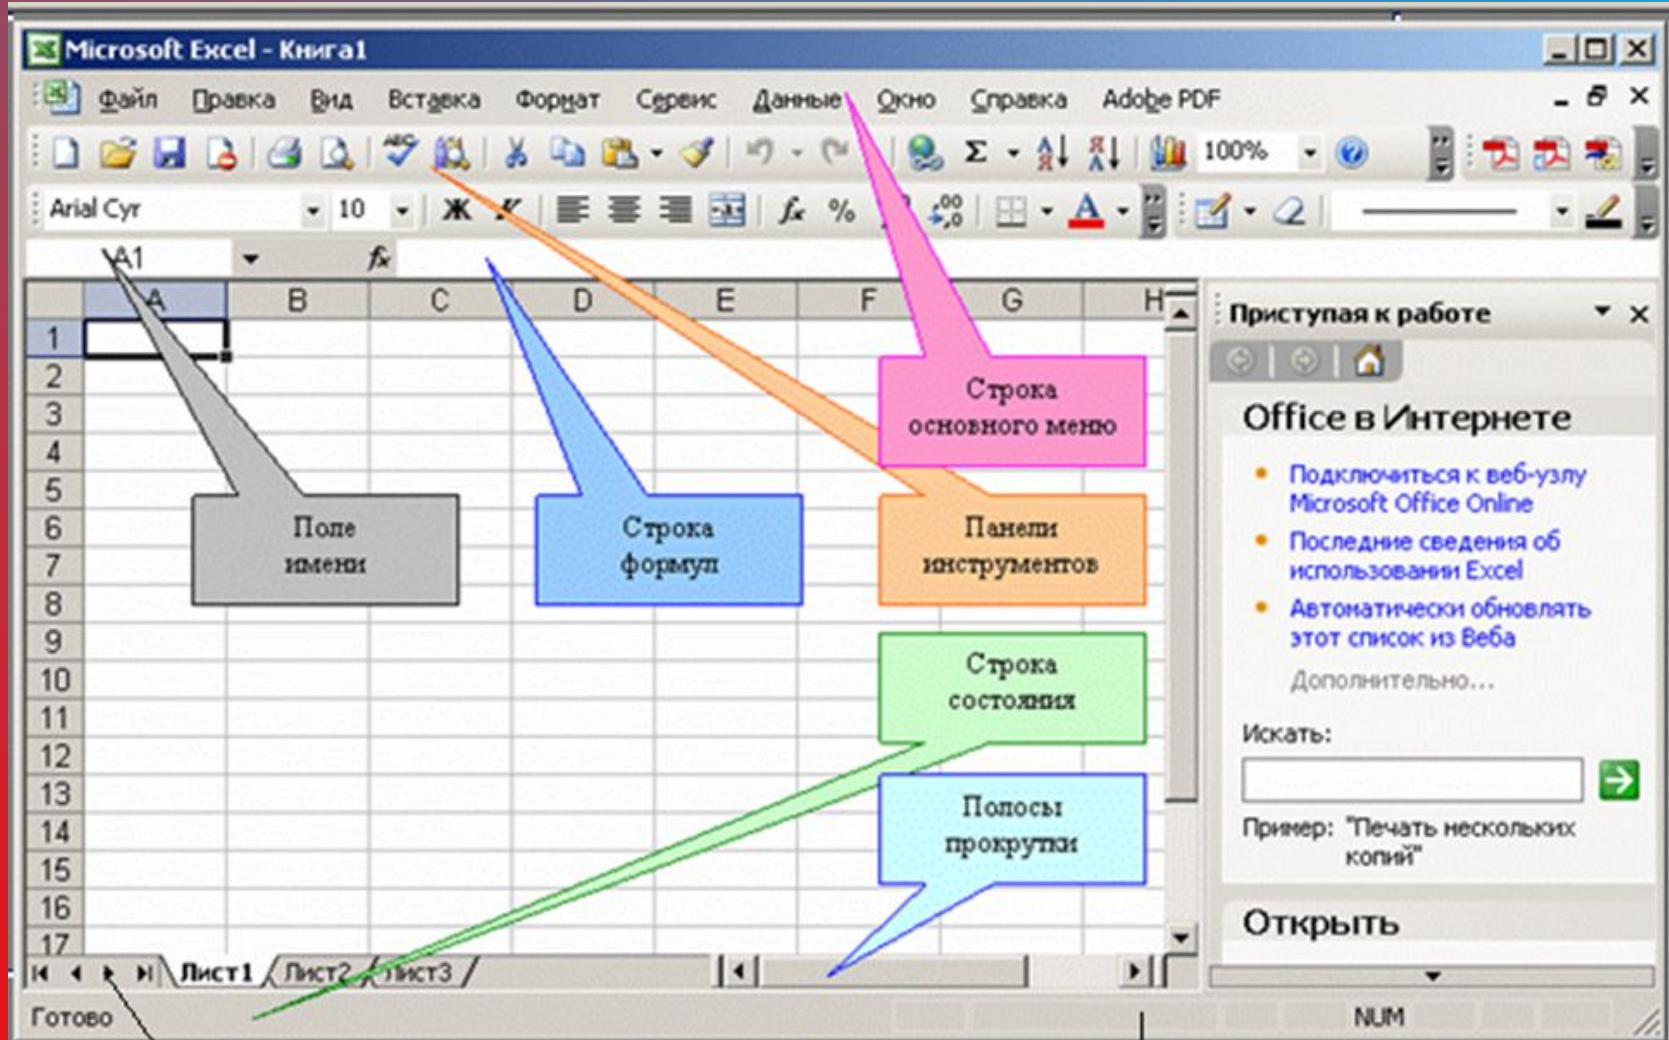 Microsoft Excel - Книга1
Файл Правка Вид Вставка Формат Сервис Данные Окно Справка Adobe PDF
100%
Arial Cyr 10 Ж К %
A1 fx
A B C D E F G H
1
2
3
4
5
6
7
8
9
10
11
12
13
14
15
16
17
Строка
основного меню
Поле
имени
Строка
формул
Панели
инструментов
Строка
состояния
Полосы
прокрутки
Приступая к работе
Office в Интернете
Подключиться к веб-узлу
Microsoft Office Online
Последние сведения об
использовании Excel
Автоматически обновлять
этот список из Веба
Дополнительно...
Искать:
Пример: "Печать нескольких
копий"
Открыть
Лист1 Лист2 Лист3
Готово NUM